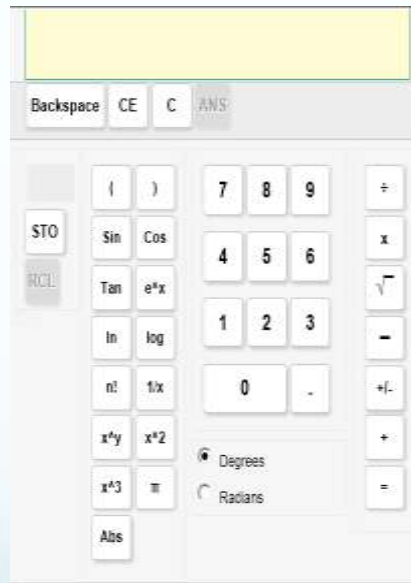 Backspace CE C ANS
( ) 7 8 9 ÷
STO Sin Cos 4 5 6 x
RCL Tan e^x √
ln log 1 2 3 −
n! 1/x 0 . +/-
x^y x^2 Degrees +
x^3 π Radians =
Abs